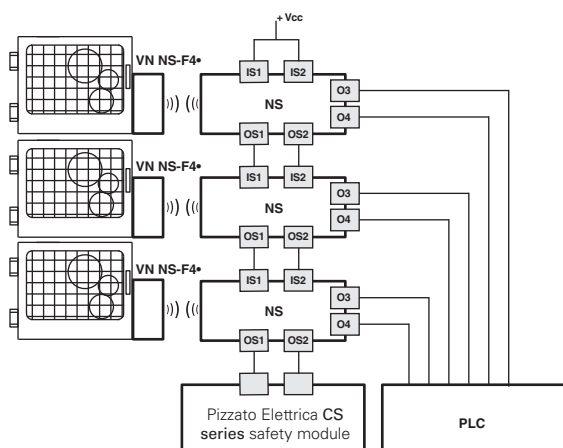 + Vcc
VN NS-F4•
IS1 IS2
NS
O3
O4
OS1 OS2
VN NS-F4•
IS1 IS2
NS
O3
O4
OS1 OS2
VN NS-F4•
IS1 IS2
NS
O3
O4
OS1 OS2
Pizzato Elettrica CS
series safety module
PLC